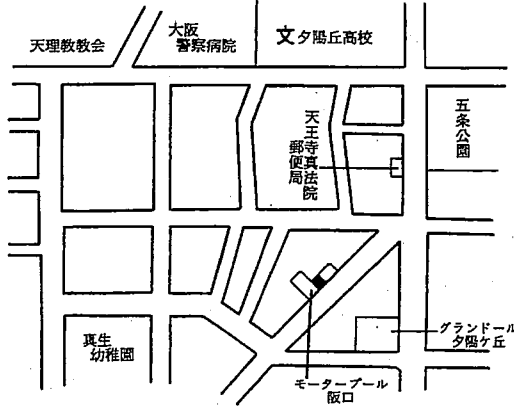 天理教教会
大阪
警察病院
文夕陽丘高校
五条公園
天王寺真法院
郵便局
真生
幼稚園
グランドール
夕陽ケ丘
モータープール
阪口